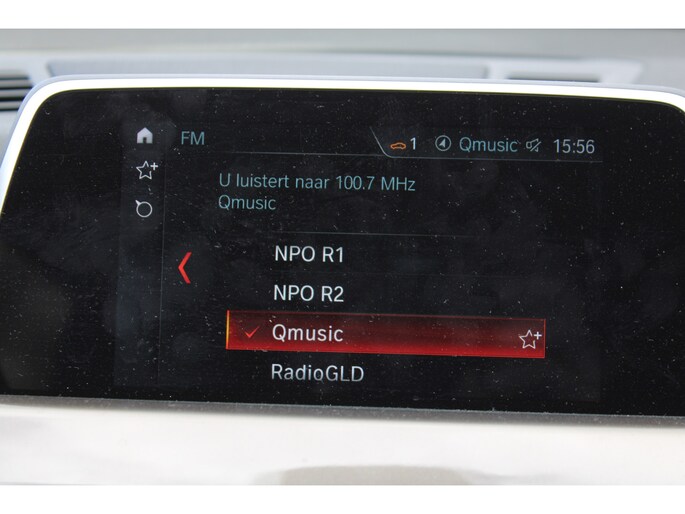 FM
1 Qmusic 15:56
U luistert naar 100.7 MHz
Qmusic
NPO R1
NPO R2
Qmusic
RadioGLD